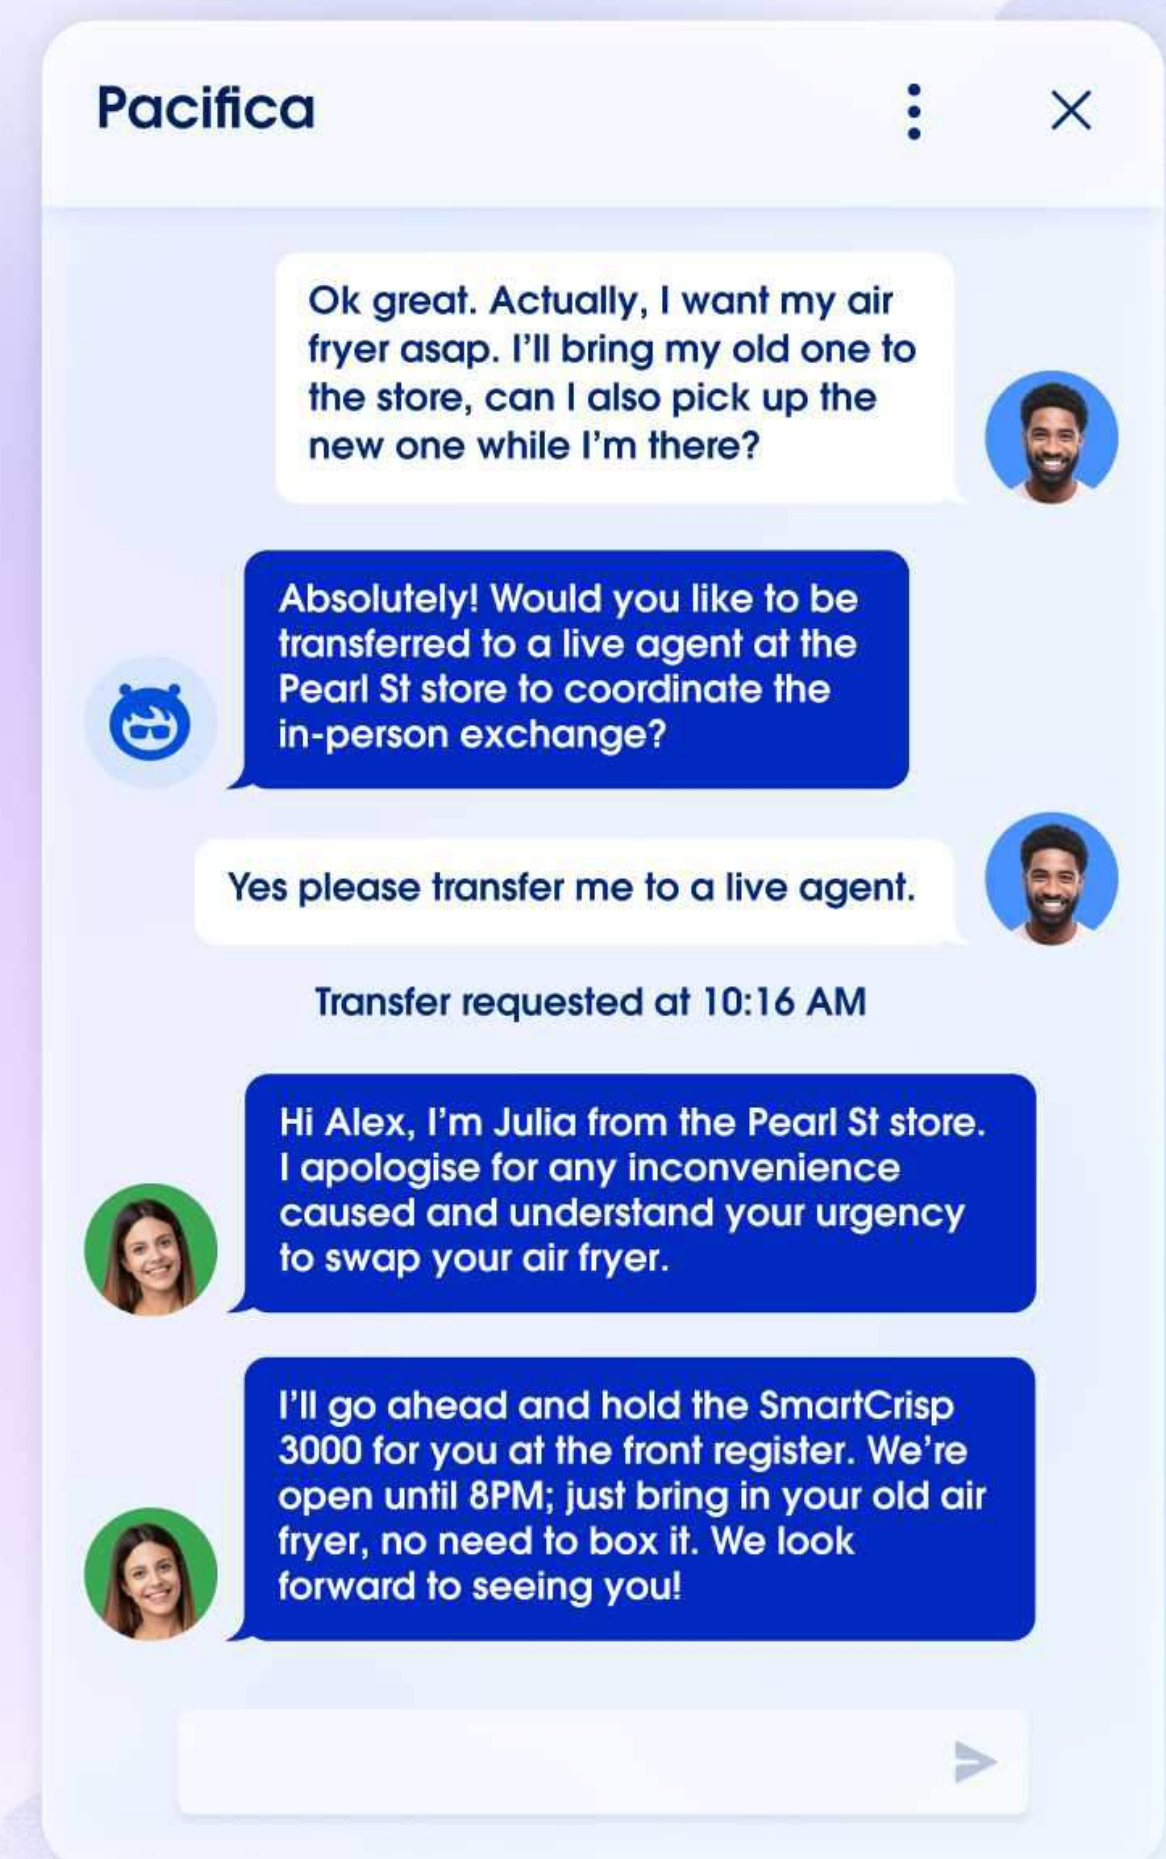 Pacifica
Ok great. Actually, I want my air
fryer asap. I'll bring my old one to
the store, can I also pick up the
new one while I'm there?
Absolutely! Would you like to be
transferred to a live agent at the
Pearl St store to coordinate the
in-person exchange?
Yes please transfer me to a live agent.
Transfer requested at 10:16 AM
Hi Alex, I'm Julia from the Pearl St store.
I apologise for any inconvenience
caused and understand your urgency
to swap your air fryer.
I'll go ahead and hold the SmartCrisp
3000 for you at the front register. We're
open until 8PM; just bring in your old air
fryer, no need to box it. We look
forward to seeing you!